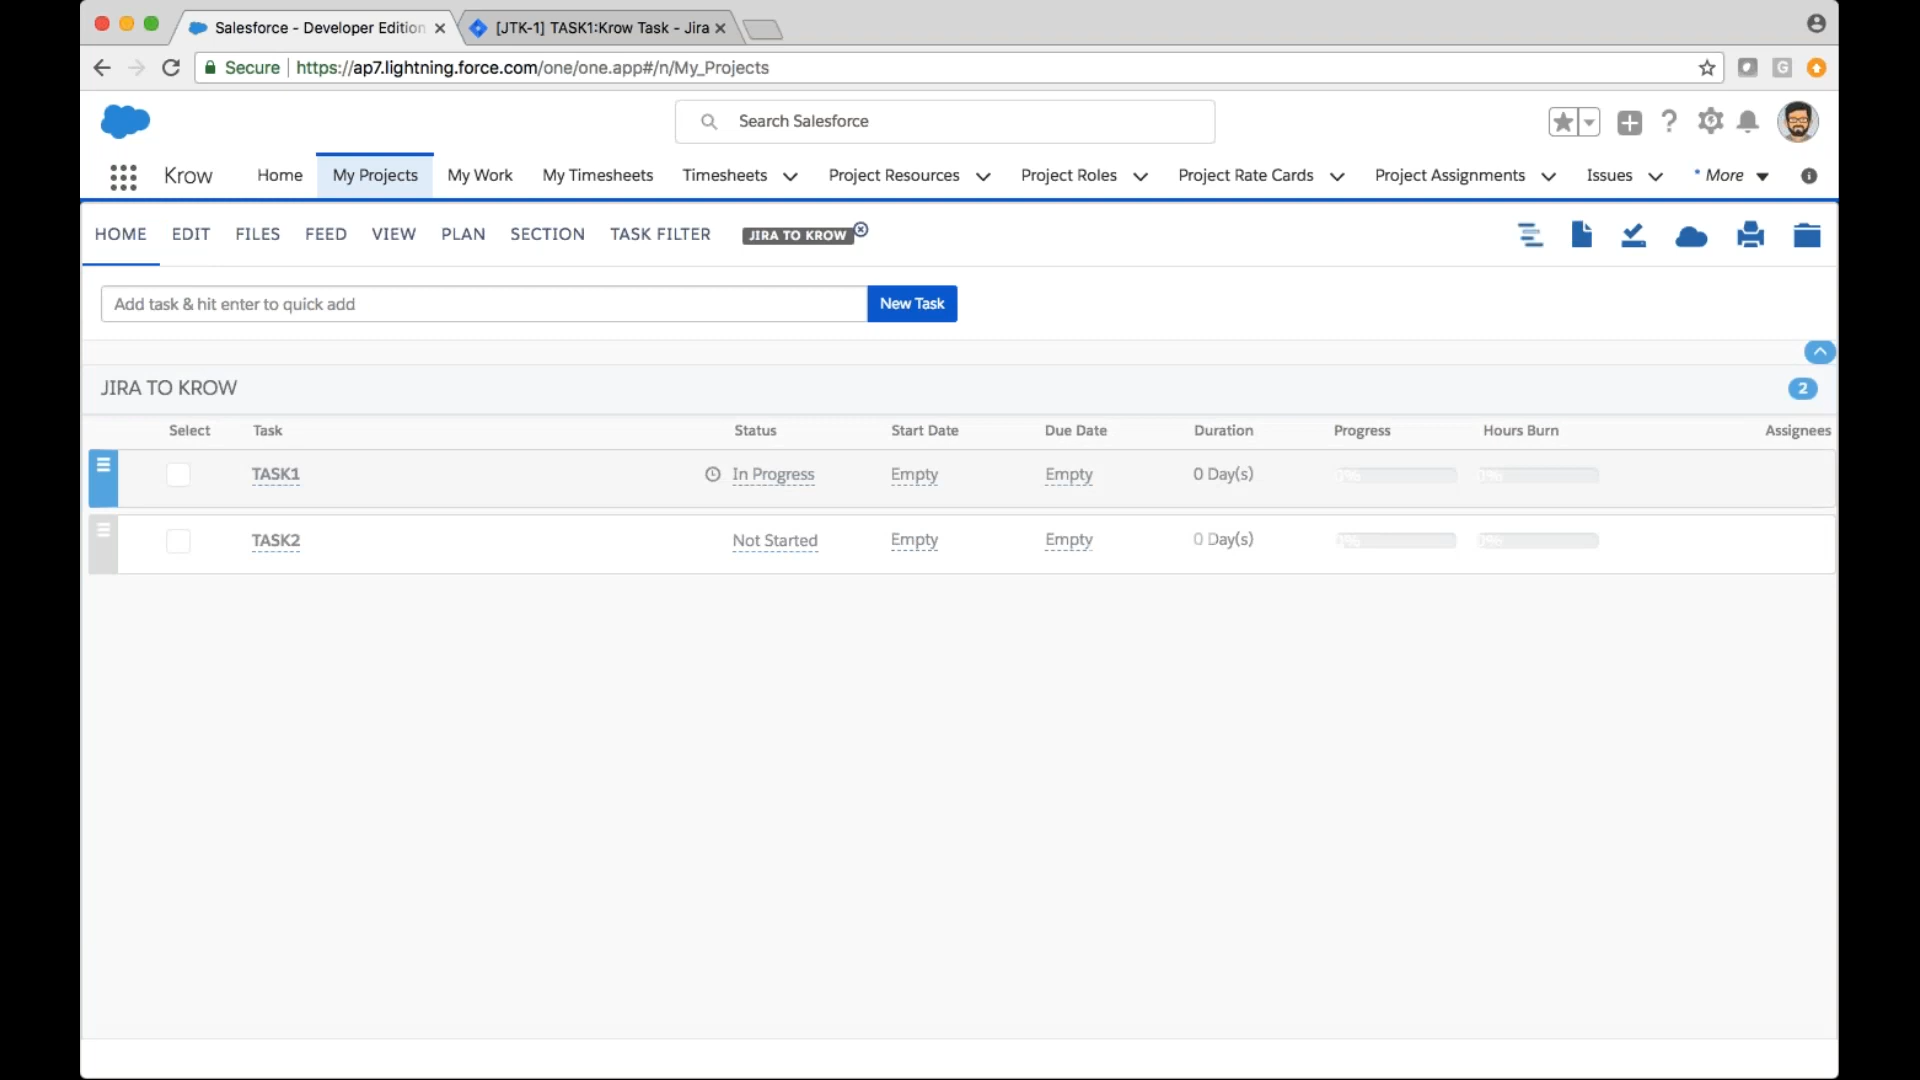 Salesforce - Developer Edition
[JTK-1] TASK1:Krow Task - Jira
Secure https://ap7.lightning.force.com/one/one.app#/n/My_Projects
G
Search Salesforce
Krow Home My Projects My Work My Timesheets Timesheets Project Resources Project Roles Project Rate Cards Project Assignments Issues * More
HOME EDIT FILES FEED VIEW PLAN SECTION TASK FILTER JIRA TO KROW
Add task & hit enter to quick add New Task
JIRA TO KROW 2
Select Task Status Start Date Due Date Duration Progress Hours Burn Assignees
TASK1 In Progress Empty Empty 0 Day(s) 0% 0%
TASK2 Not Started Empty Empty 0 Day(s) 0% 0%